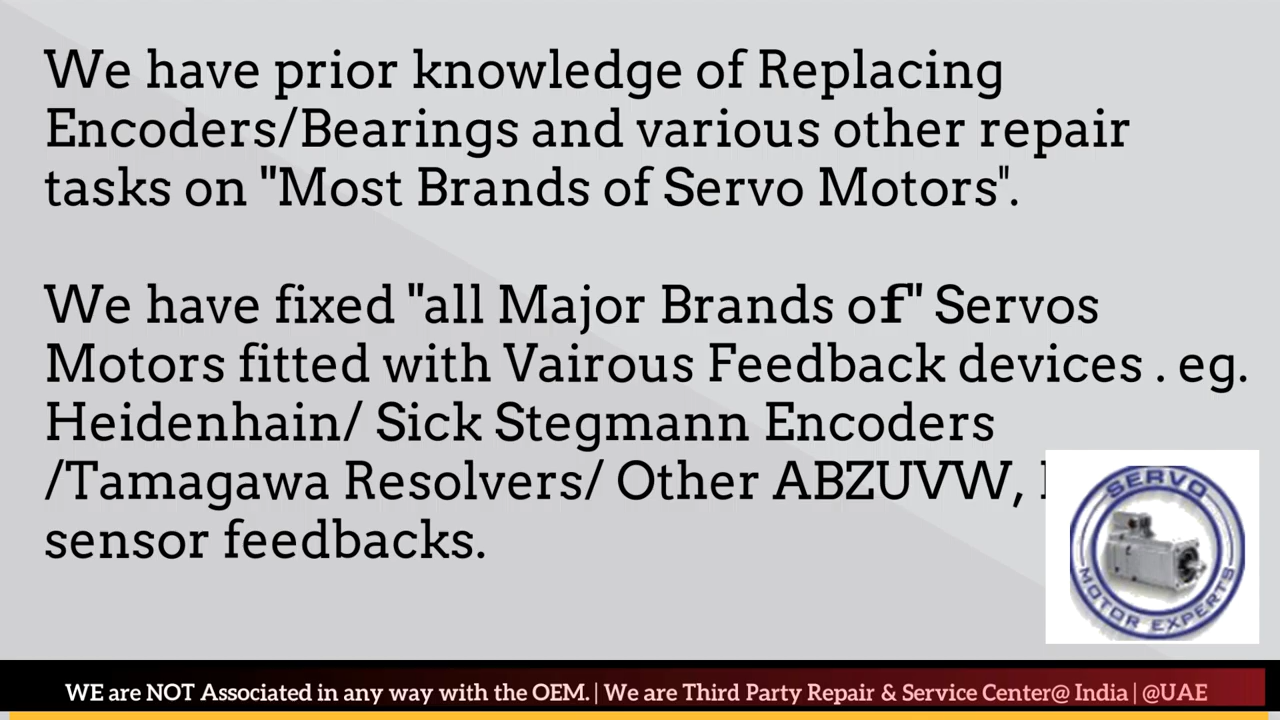 We have prior knowledge of Replacing
Encoders/Bearings and various other repair
tasks on "Most Brands of Servo Motors".
We have fixed "all Major Brands of" Servos
Motors fitted with Vairous Feedback devices . eg.
Heidenhain/ Sick Stegmann Encoders
/Tamagawa Resolvers/ Other ABZUVW,
sensor feedbacks.
SERVO
MOTOR EXPERTS
WE are NOT Associated in any way with the OEM. | We are Third Party Repair & Service Center@ India | @UAE